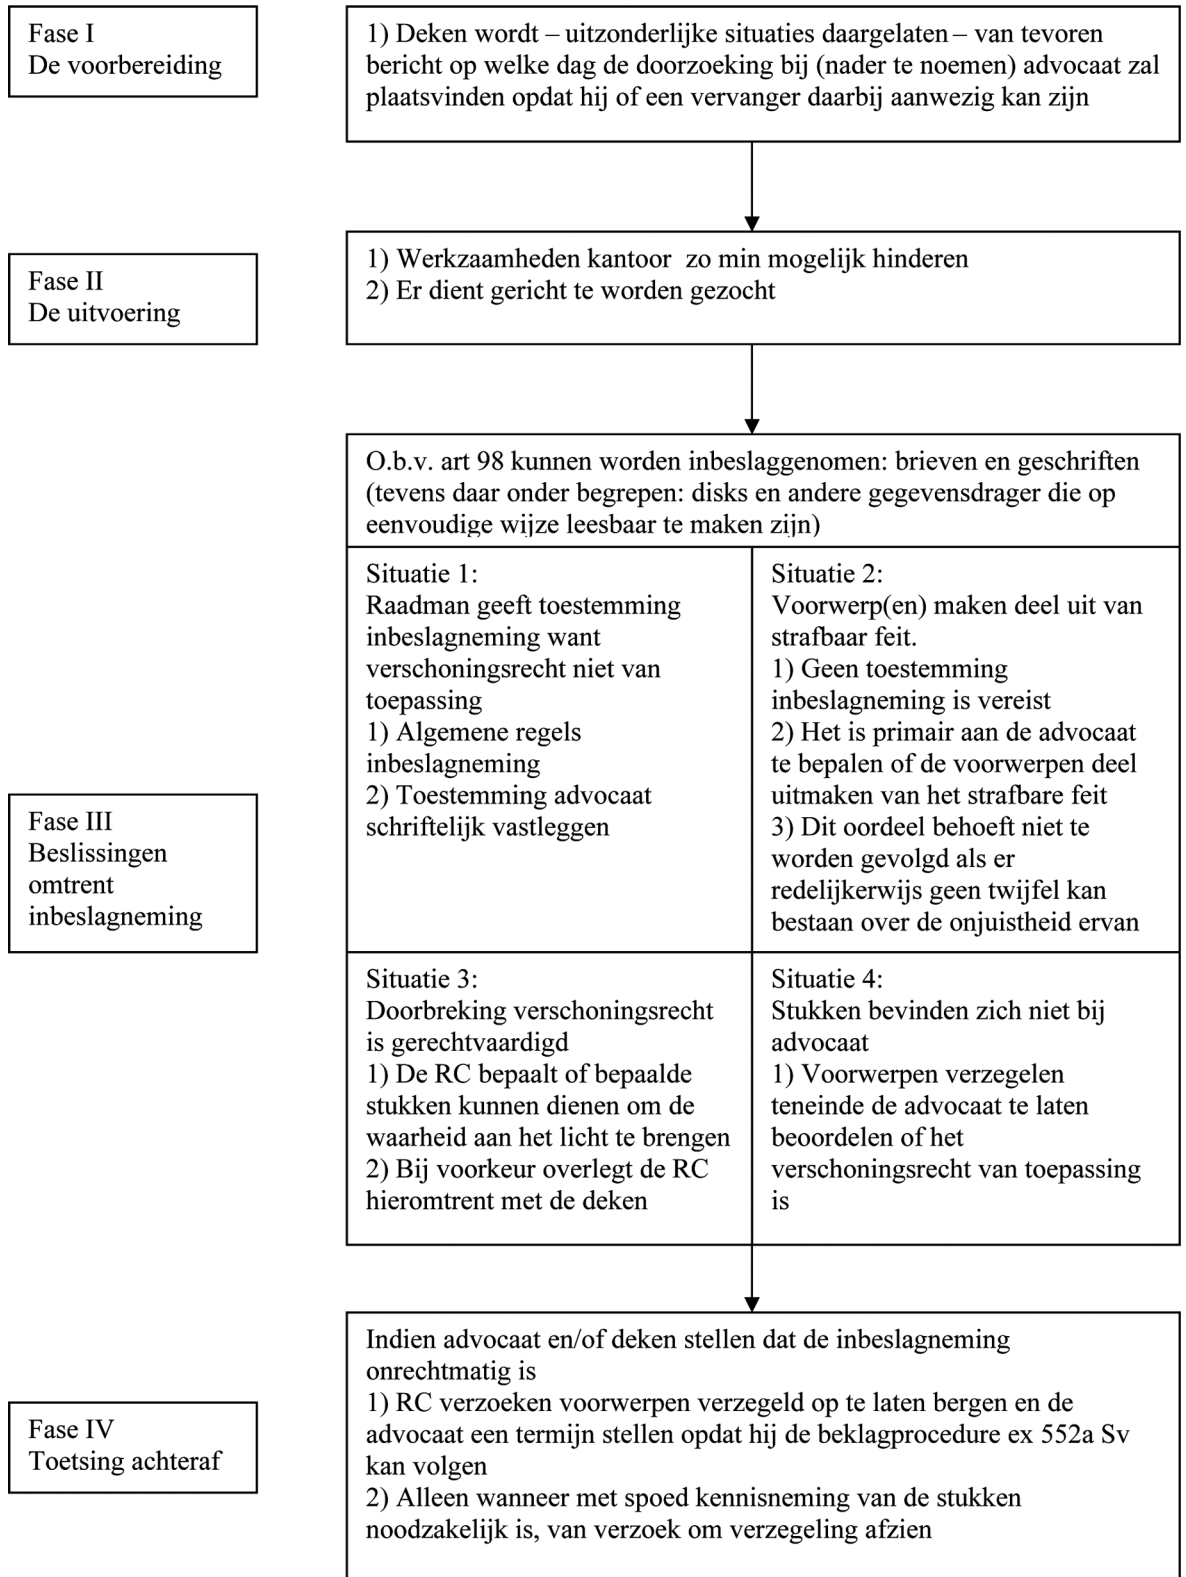 Fase I
De voorbereiding
1) Deken wordt – uitzonderlijke situaties daargelaten – van tevoren
bericht op welke dag de doorzoeking bij (nader te noemen) advocaat zal
plaatsvinden opdat hij of een vervanger daarbij aanwezig kan zijn
Fase II
De uitvoering
1) Werkzaamheden kantoor zo min mogelijk hinderen
2) Er dient gericht te worden gezocht
Fase III
Beslissingen
omtrent
inbeslagneming
O.b.v. art 98 kunnen worden inbeslaggenomen: brieven en geschriften
(tevens daar onder begrepen: disks en andere gegevensdrager die op
eenvoudige wijze leesbaar te maken zijn)
Situatie 1:
Raadman geeft toestemming
inbeslagneming want
verschoningsrecht niet van
toepassing
1) Algemene regels
inbeslagneming
2) Toestemming advocaat
schriftelijk vastleggen
Situatie 2:
Voorwerp(en) maken deel uit van
strafbaar feit.
1) Geen toestemming
inbeslagneming is vereist
2) Het is primair aan de advocaat
te bepalen of de voorwerpen deel
uitmaken van het strafbare feit
3) Dit oordeel behoeft niet te
worden gevolgd als er
redelijkerwijs geen twijfel kan
bestaan over de onjuistheid ervan
Situatie 3:
Doorbreking verschoningsrecht
is gerechtvaardigd
1) De RC bepaalt of bepaalde
stukken kunnen dienen om de
waarheid aan het licht te brengen
2) Bij voorkeur overlegt de RC
hieromtrent met de deken
Situatie 4:
Stukken bevinden zich niet bij
advocaat
1) Voorwerpen verzegelen
teneinde de advocaat te laten
beoordelen of het
verschoningsrecht van toepassing
is
Fase IV
Toetsing achteraf
Indien advocaat en/of deken stellen dat de inbeslagneming
onrechtmatig is
1) RC verzoeken voorwerpen verzegeld op te laten bergen en de
advocaat een termijn stellen opdat hij de beklagprocedure ex 552a Sv
kan volgen
2) Alleen wanneer met spoed kennisneming van de stukken
noodzakelijk is, van verzoek om verzegeling afzien